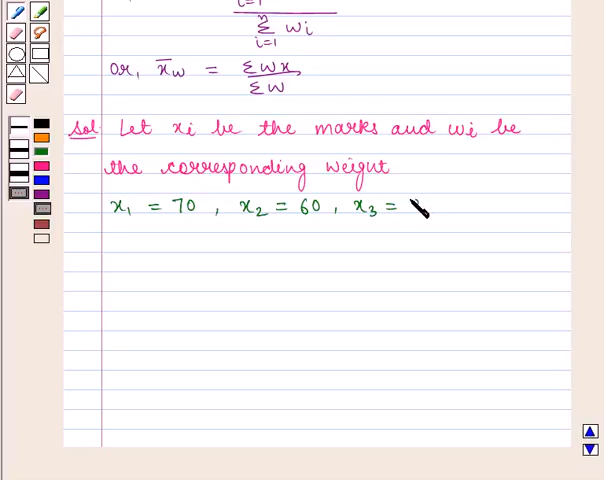 i=1
n
Σ wi
i=1
Or, x̄w = Σwx
Σw
Sol. Let xi be the marks and wi be
the corresponding weight
x₁ = 70 , x₂ = 60 , x₃ =